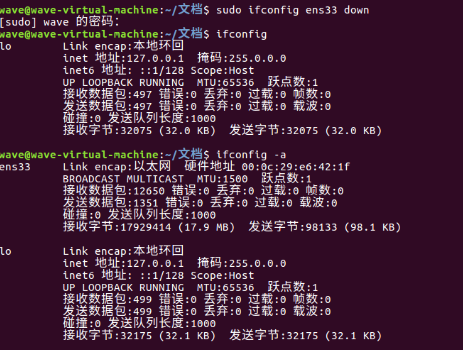 wave@wave-virtual-machine:~/文档$ sudo ifconfig ens33 down
[sudo] wave 的密码：
wave@wave-virtual-machine:~/文档$ ifconfig
lo Link encap:本地环回
inet 地址:127.0.0.1 掩码:255.0.0.0
inet6 地址: ::1/128 Scope:Host
UP LOOPBACK RUNNING MTU:65536 跃点数:1
接收数据包:497 错误:0 丢弃:0 过载:0 帧数:0
发送数据包:497 错误:0 丢弃:0 过载:0 载波:0
碰撞:0 发送队列长度:1000
接收字节:32075 (32.0 KB) 发送字节:32075 (32.0 KB)
wave@wave-virtual-machine:~/文档$ ifconfig -a
ens33 Link encap:以太网 硬件地址 00:0c:29:e6:42:1f
BROADCAST MULTICAST MTU:1500 跃点数:1
接收数据包:12650 错误:0 丢弃:0 过载:0 帧数:0
发送数据包:1351 错误:0 丢弃:0 过载:0 载波:0
碰撞:0 发送队列长度:1000
接收字节:17929414 (17.9 MB) 发送字节:98133 (98.1 KB)
lo Link encap:本地环回
inet 地址:127.0.0.1 掩码:255.0.0.0
inet6 地址: ::1/128 Scope:Host
UP LOOPBACK RUNNING MTU:65536 跃点数:1
接收数据包:499 错误:0 丢弃:0 过载:0 帧数:0
发送数据包:499 错误:0 丢弃:0 过载:0 载波:0
碰撞:0 发送队列长度:1000
接收字节:32175 (32.1 KB) 发送字节:32175 (32.1 KB)